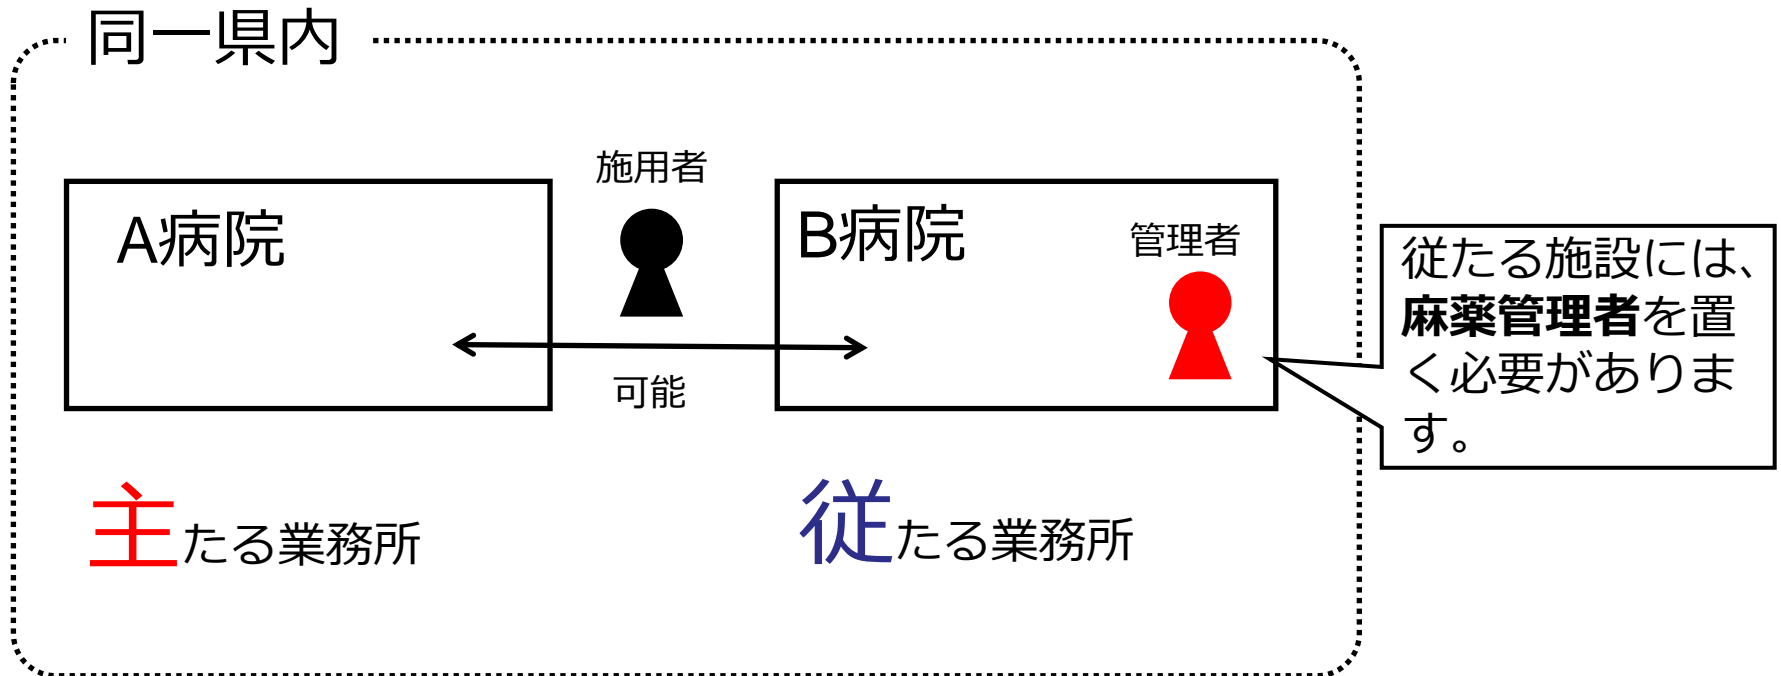 同一県内
施用者
A病院
B病院
管理者
可能
従たる施設には、
麻薬管理者を置
く必要がありま
す。
主たる業務所
従たる業務所